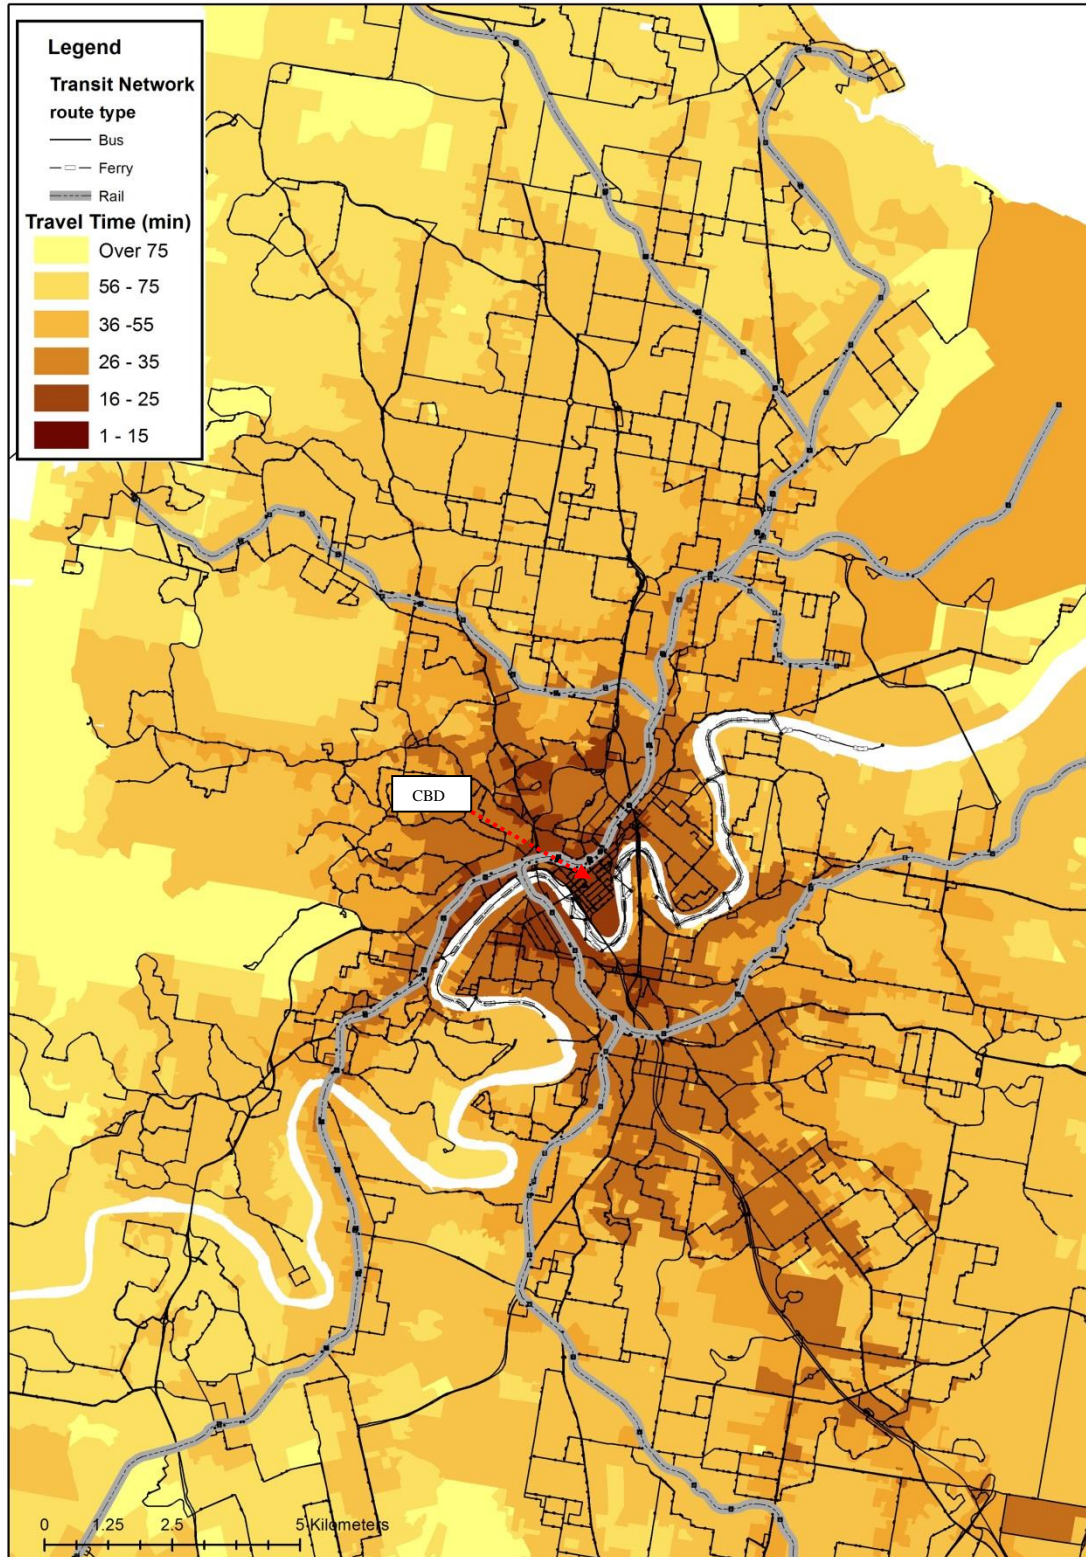 Legend
Transit Network
route type
Bus
Ferry
Rail
Travel Time (min)
Over 75
56 - 75
36 -55
26 - 35
16 - 25
1 - 15
CBD
0 1.25 2.5 5 Kilometers